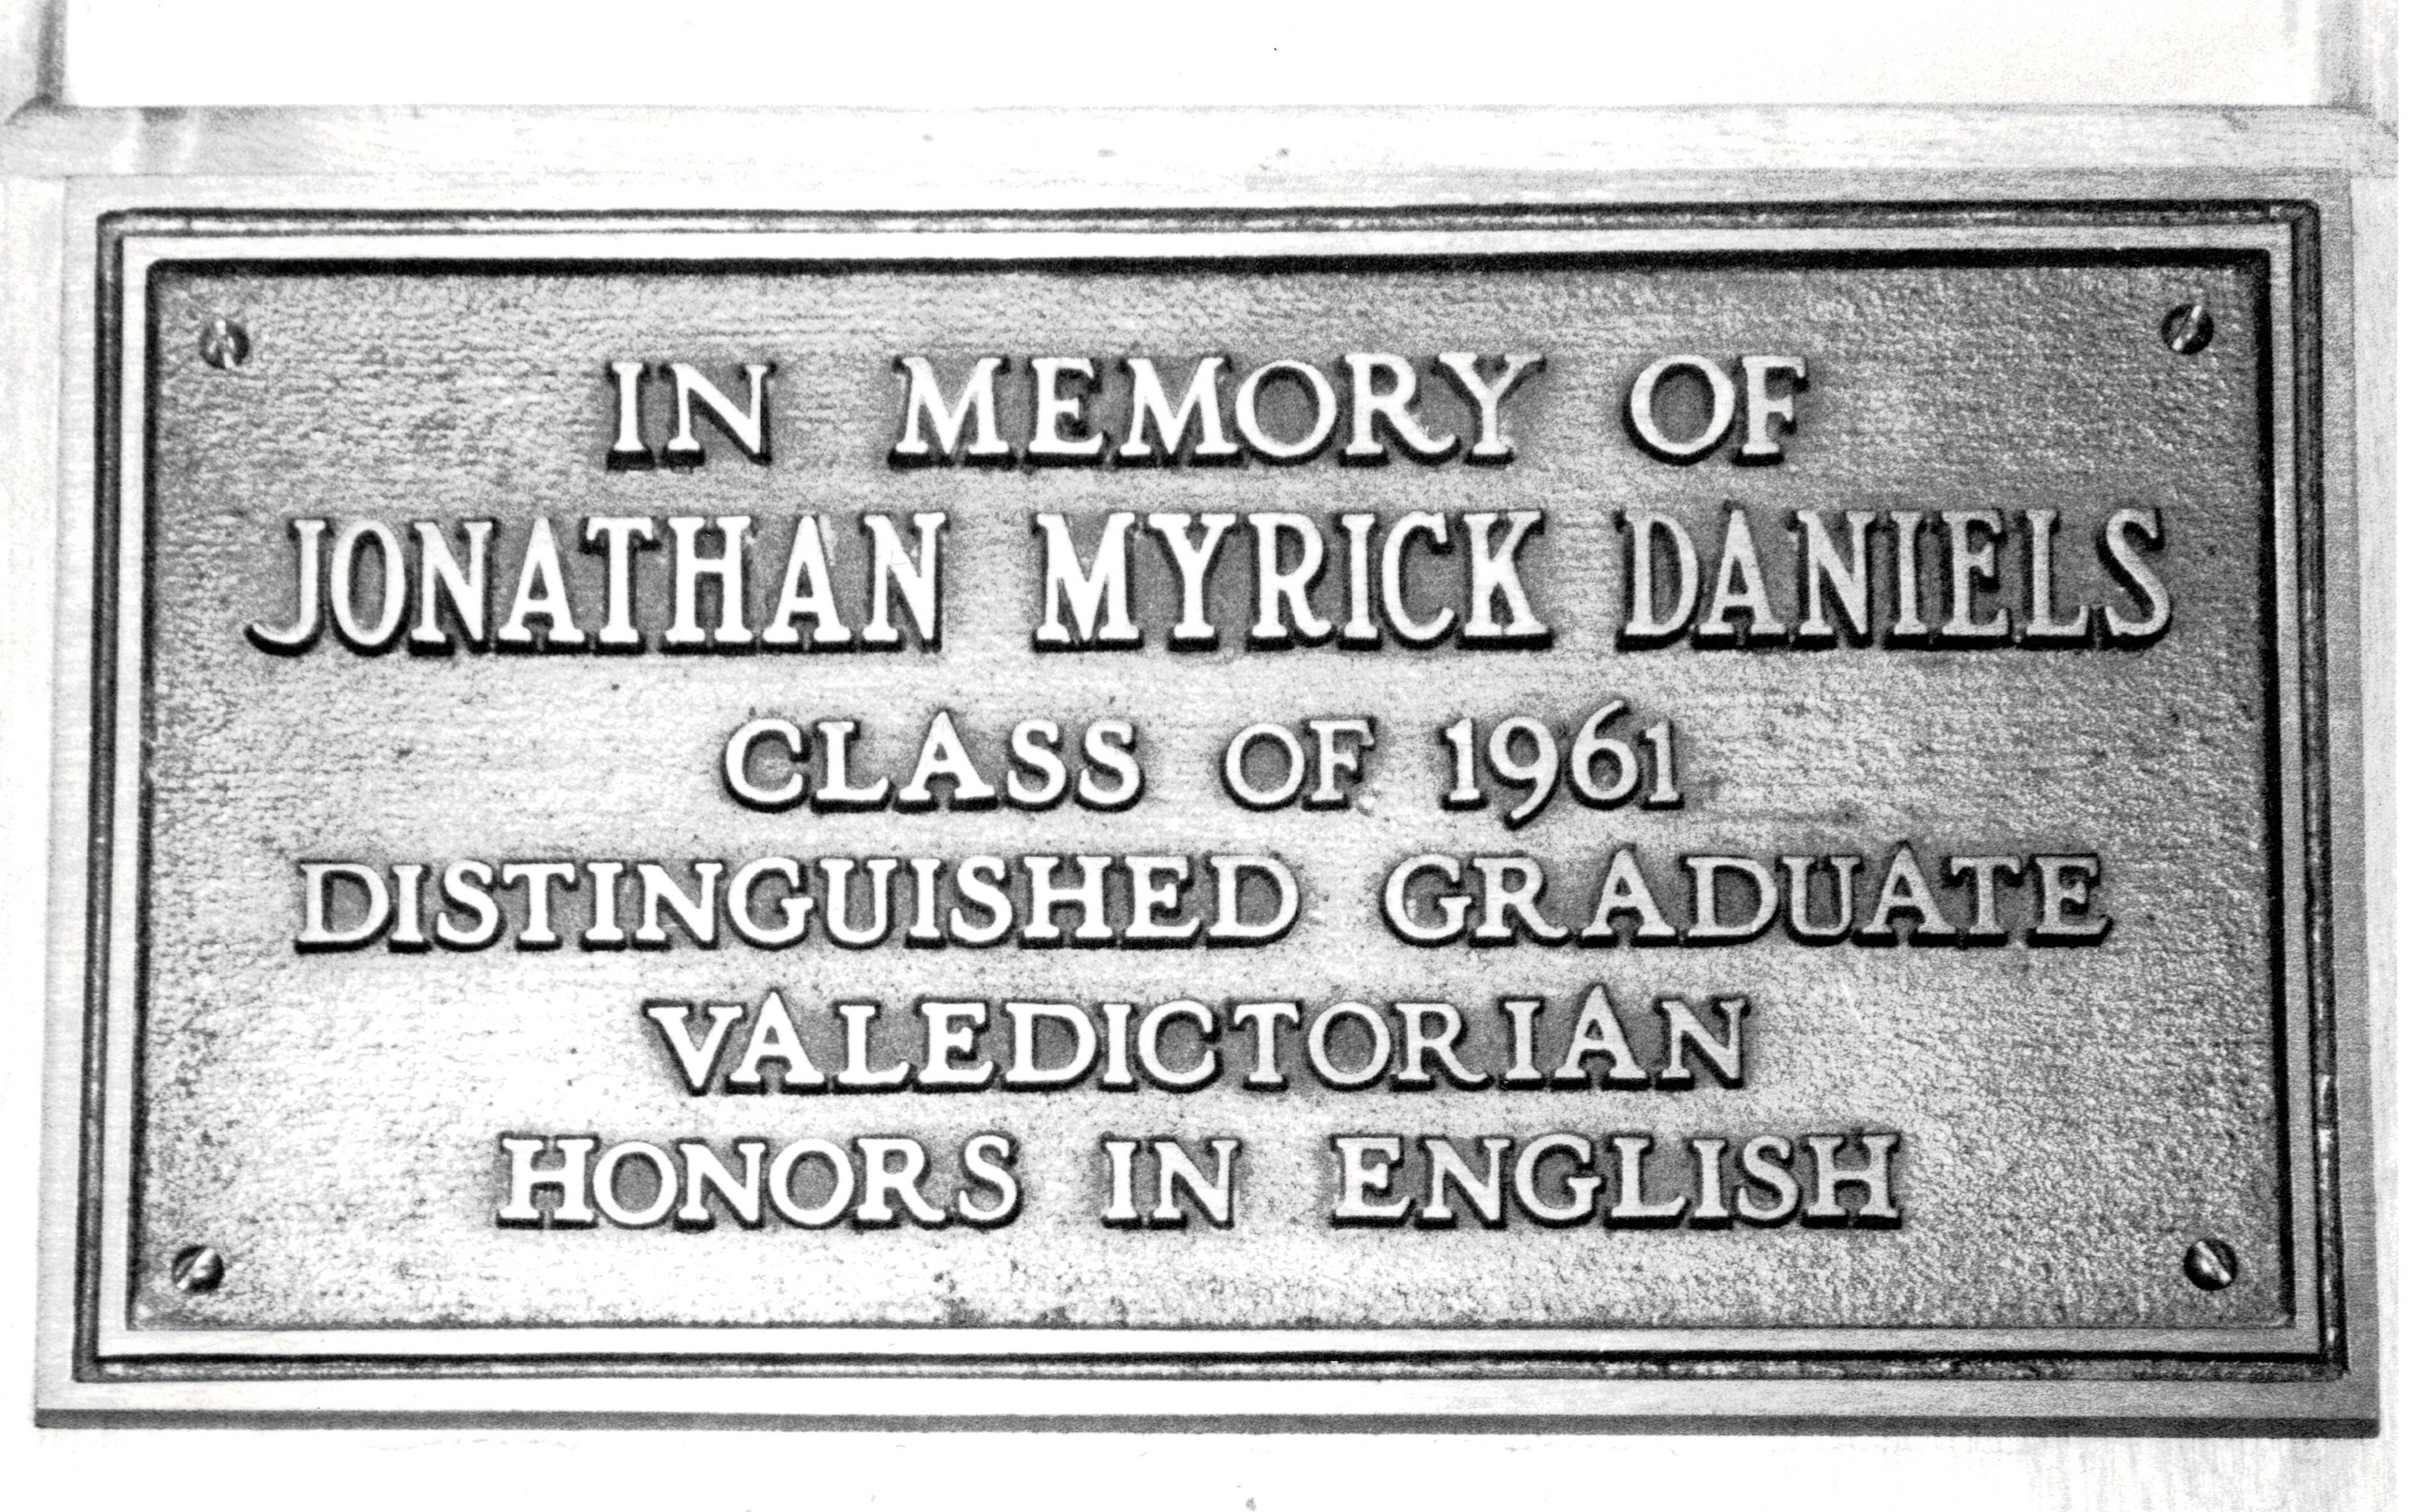 IN MEMORY OF
JONATHAN MYRICK DANIELS
CLASS OF 1961
DISTINGUISHED GRADUATE
VALEDICTORIAN
HONORS IN ENGLISH